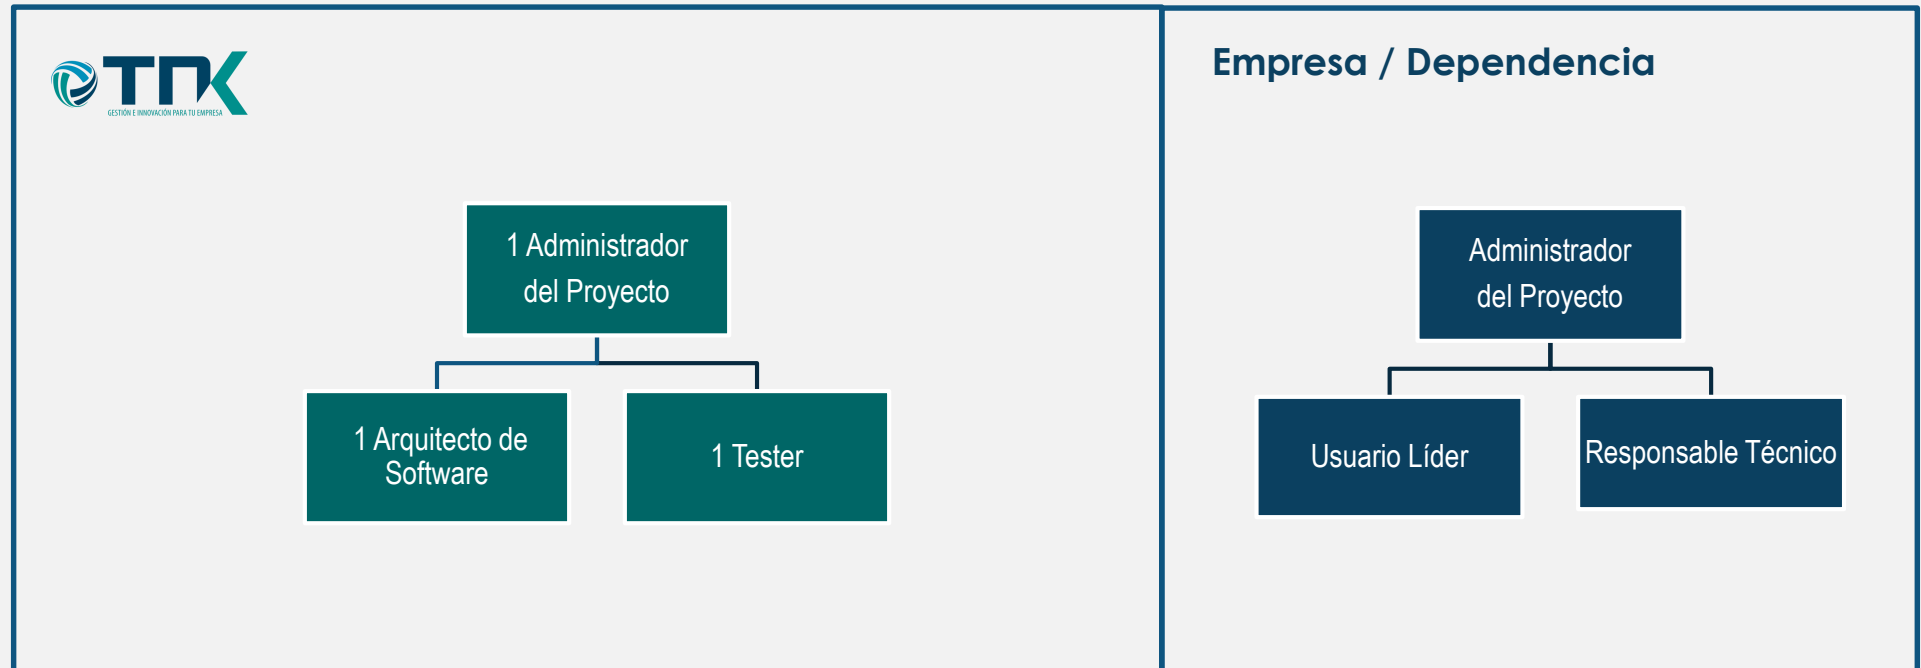 TNK
GESTIÓN E INNOVACIÓN PARA TU EMPRESA
1 Administrador
del Proyecto
1 Arquitecto de
Software
1 Tester
Empresa / Dependencia
Administrador
del Proyecto
Usuario Líder
Responsable Técnico